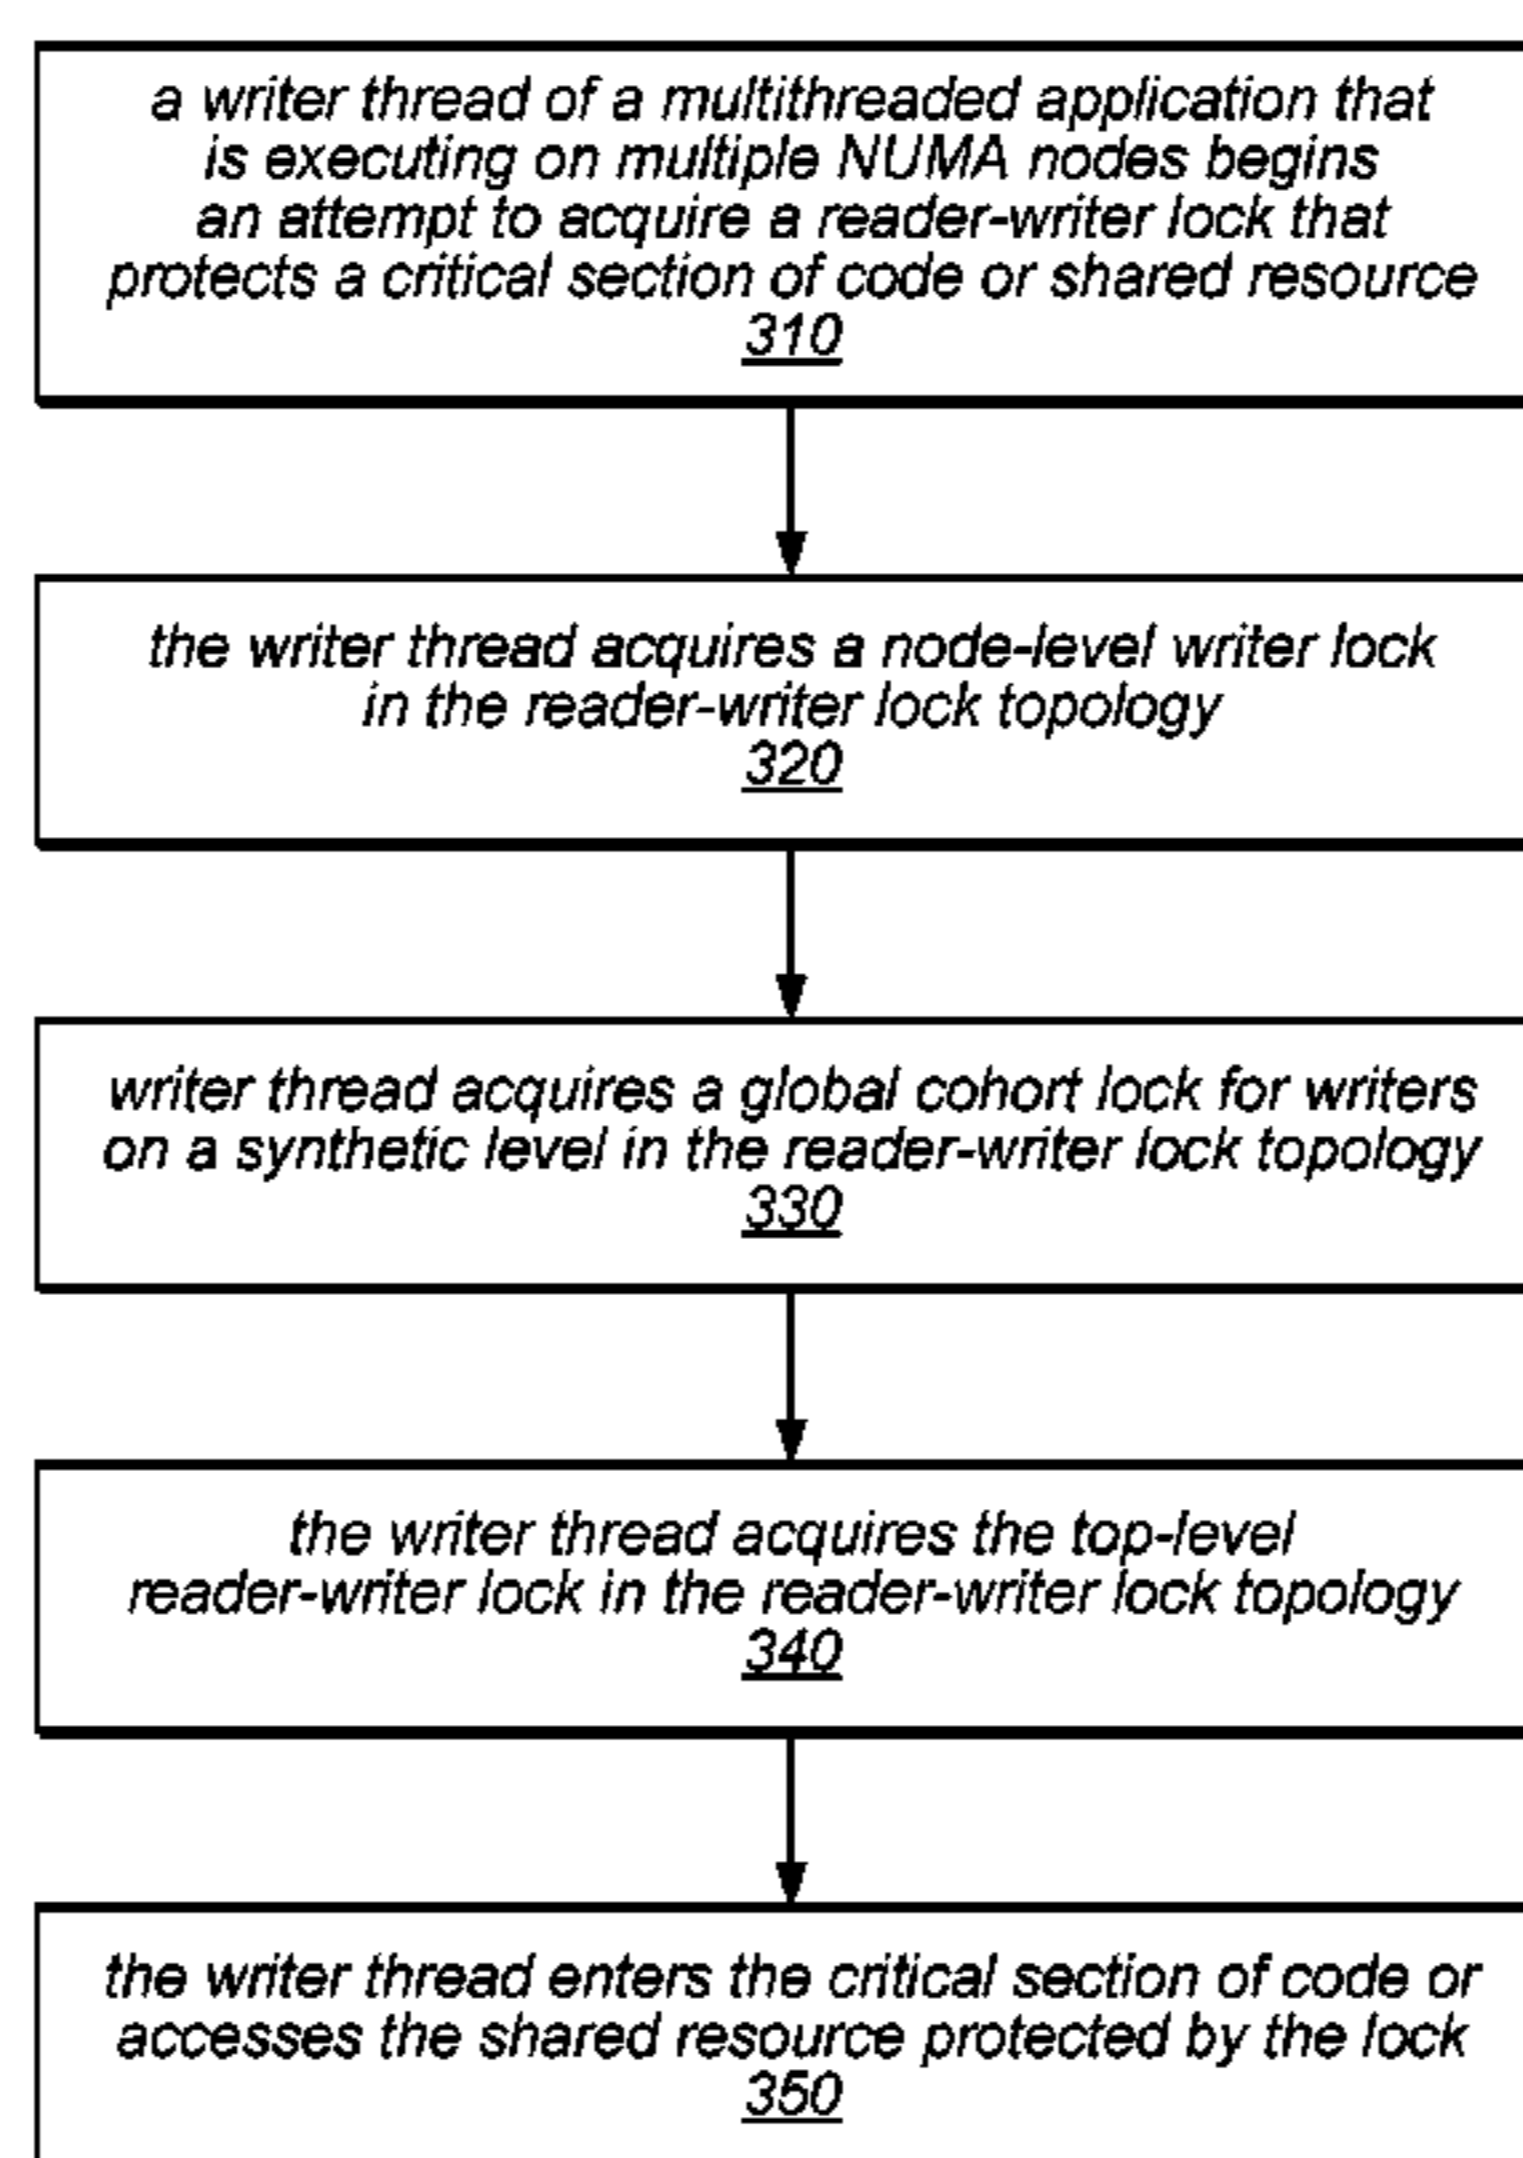 a writer thread of a multithreaded application that
is executing on multiple NUMA nodes begins
an attempt to acquire a reader-writer lock that
protects a critical section of code or shared resource
310
the writer thread acquires a node-level writer lock
in the reader-writer lock topology
320
writer thread acquires a global cohort lock for writers
on a synthetic level in the reader-writer lock topology
330
the writer thread acquires the top-level
reader-writer lock in the reader-writer lock topology
340
the writer thread enters the critical section of code or
accesses the shared resource protected by the lock
350